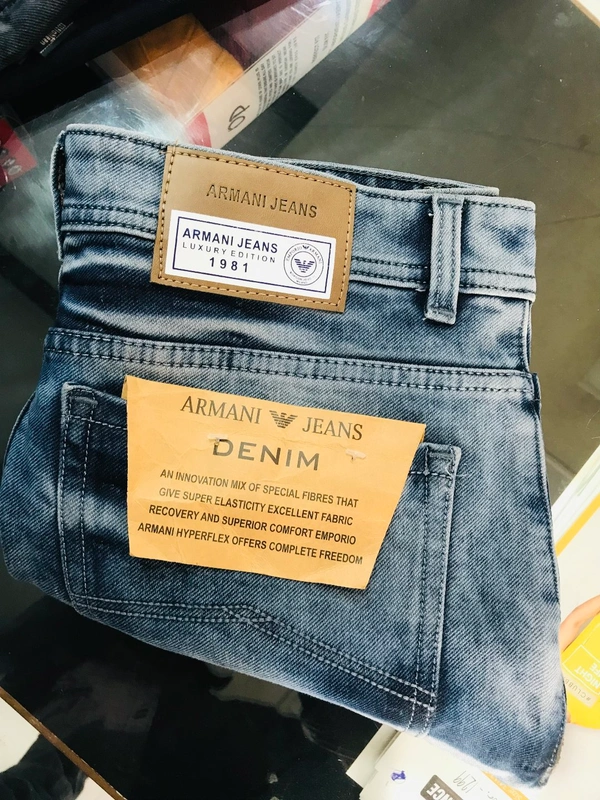 ARMANI JEANS
ARMANI JEANS
LUXURY EDITION
1981
ARMANI JEANS
DENIM
AN INNOVATION MIX OF SPECIAL FIBRES THAT
GIVE SUPER ELASTICITY EXCELLENT FABRIC
RECOVERY AND SUPERIOR COMFORT EMPORIO
ARMANI HYPERFLEX OFFERS COMPLETE FREEDOM